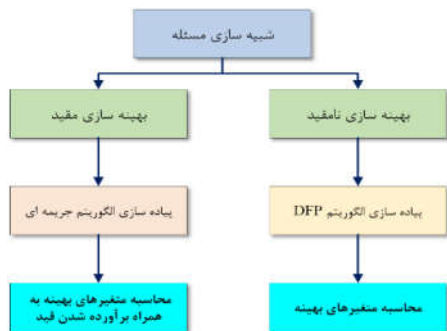 شبیه سازی مسئله
بهینه سازی نامقید
بهینه سازی مقید
پیاده سازی الگوریتم DFP
پیاده سازی الگوریتم جریمه ای
محاسبه متغیرهای بهینه
محاسبه متغیرهای بهینه به
همراه برآورده شدن قید